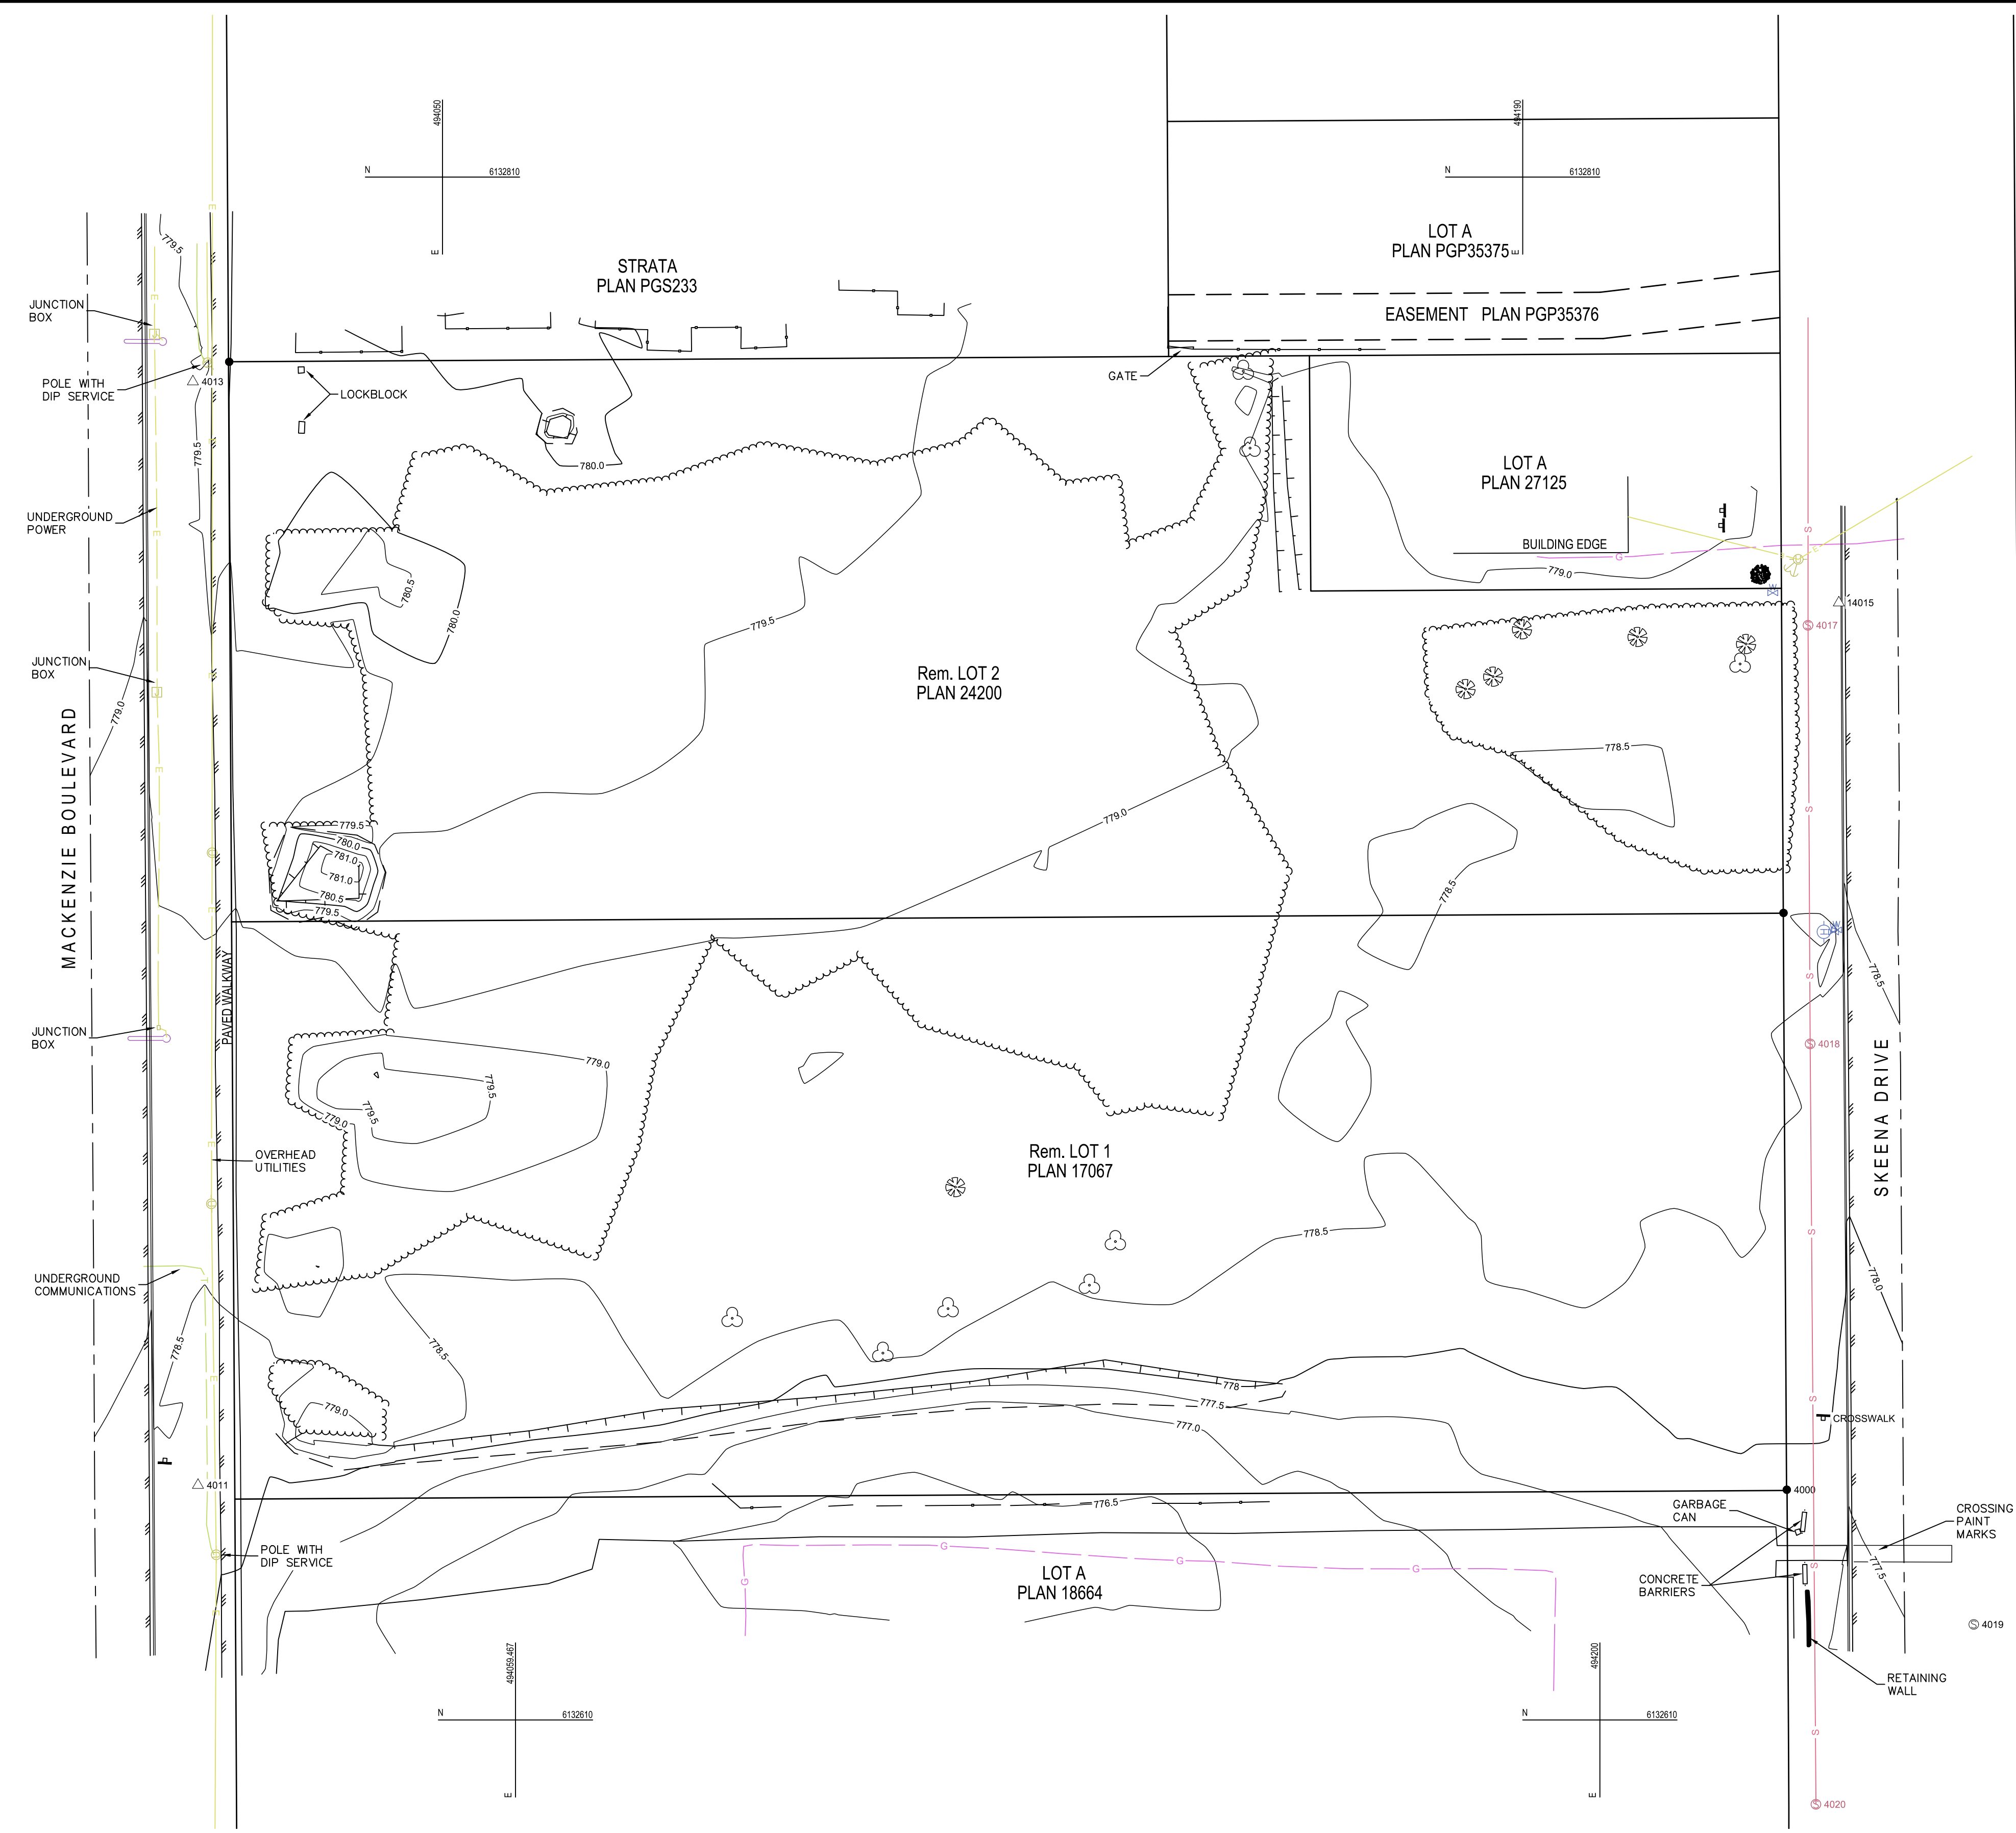 494050
N
6132810
E
494190
N
6132810
E
LOT A
PLAN PGP35375
STRATA
PLAN PGS233
EASEMENT PLAN PGP35376
779.5
JUNCTION
BOX
POLE WITH
DIP SERVICE
4013
LOCKBLOCK
GATE
779.5
780.0
LOT A
PLAN 27125
UNDERGROUND
POWER
BUILDING EDGE
G
779.0
780.5
780.0
779.5
14015
4017
JUNCTION
BOX
Rem. LOT 2
PLAN 24200
779.0
MACKENZIE BOULEVARD
778.5
779.5
780.0
781.0
781.0
780.5
779.5
779.0
778.5
PAVED WALKWAY
778.5
JUNCTION
BOX
4018
SKEENA DRIVE
779.0
779.5
779.5
779.0
OVERHEAD
UTILITIES
Rem. LOT 1
PLAN 17067
778.5
UNDERGROUND
COMMUNICATIONS
778.0
778.5
778.5
779.0
778
777.5
777.0
CROSSWALK
4011
4000
776.5
GARBAGE
CAN
CROSSING
PAINT
MARKS
POLE WITH
DIP SERVICE
G
G
G
G
LOT A
PLAN 18664
CONCRETE
BARRIERS
777.5
4019
494059.467
N
6132610
E
494200
N
6132610
E
RETAINING
WALL
S
S
S
S
S
S
S
4020